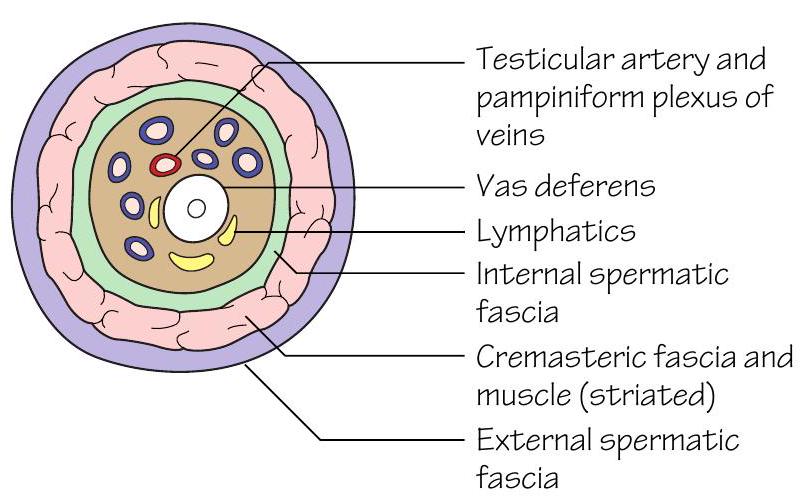 Testicular artery and
pampiniform plexus of
veins
Vas deferens
Lymphatics
Internal spermatic
fascia
Cremasteric fascia and
muscle (striated)
External spermatic
fascia